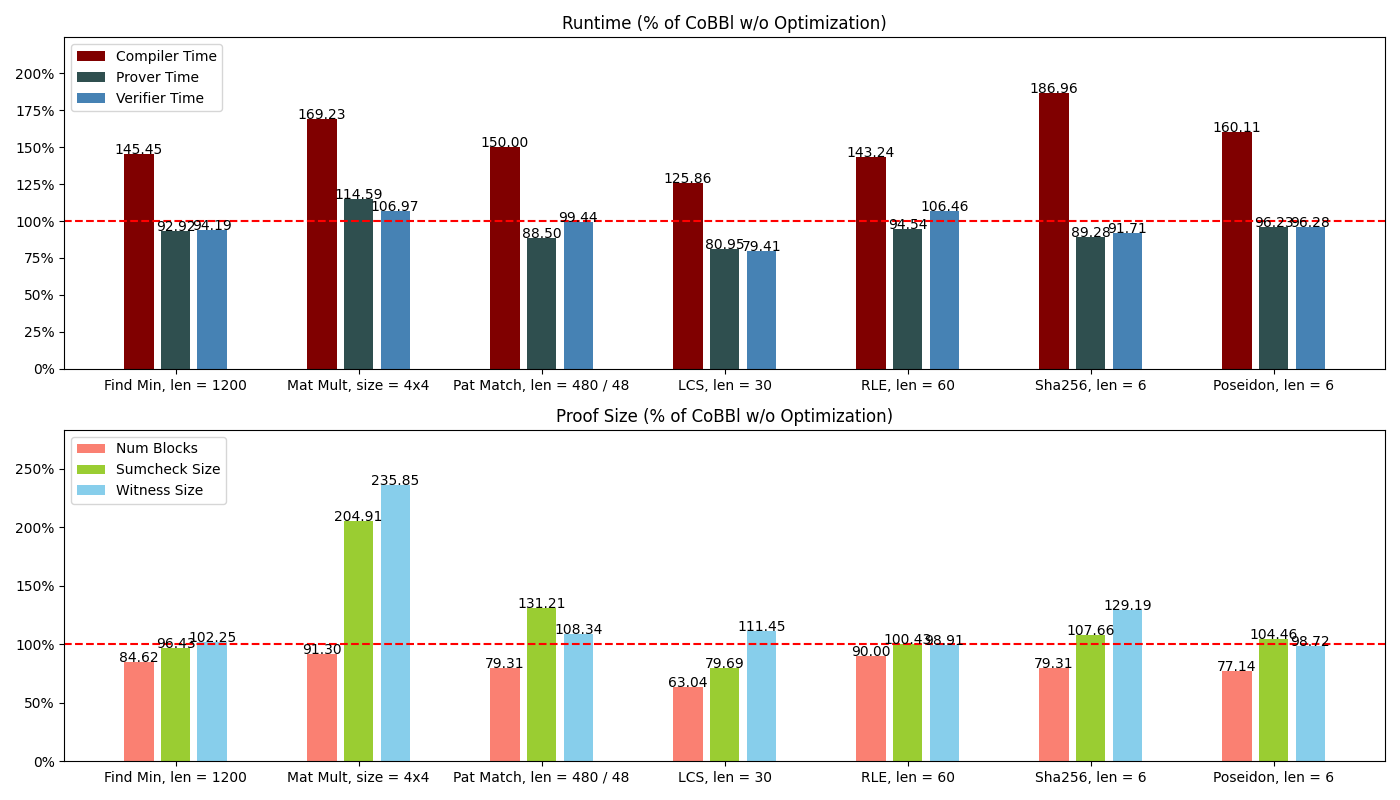 Runtime (% of CoBBl w/o Optimization)
Compiler Time
Prover Time
Verifier Time
200%
175%
150%
125%
100%
75%
50%
25%
0%
145.45
92.92
94.19
169.23
114.59
106.97
150.00
88.50
99.44
125.86
80.95
79.41
143.24
94.54
106.46
186.96
89.28
91.71
160.11
96.23
96.28
Find Min, len = 1200
Mat Mult, size = 4x4
Pat Match, len = 480 / 48
LCS, len = 30
RLE, len = 60
Sha256, len = 6
Poseidon, len = 6
Proof Size (% of CoBBl w/o Optimization)
Num Blocks
Sumcheck Size
Witness Size
250%
200%
150%
100%
50%
0%
84.62
96.43
102.25
91.30
204.91
235.85
79.31
131.21
108.34
63.04
79.69
111.45
90.00
100.43
98.91
79.31
107.66
129.19
77.14
104.46
98.72
Find Min, len = 1200
Mat Mult, size = 4x4
Pat Match, len = 480 / 48
LCS, len = 30
RLE, len = 60
Sha256, len = 6
Poseidon, len = 6